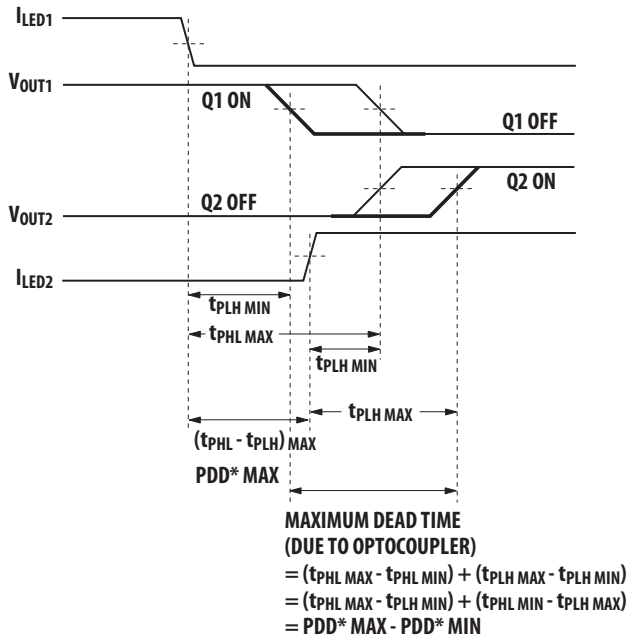 ILED1
VOUT1
Q1 ON
Q1 OFF
Q2 OFF
Q2 ON
VOUT2
ILED2
tPLH MIN
tPHL MAX
tPLH MIN
tPLH MAX
(tPHL - tPLH) MAX
PDD* MAX
MAXIMUM DEAD TIME
(DUE TO OPTOCOUPLER)
= (tPHL MAX - tPHL MIN) + (tPLH MAX - tPLH MIN)
= (tPHL MAX - tPLH MIN) + (tPHL MIN - tPLH MAX)
= PDD* MAX - PDD* MIN